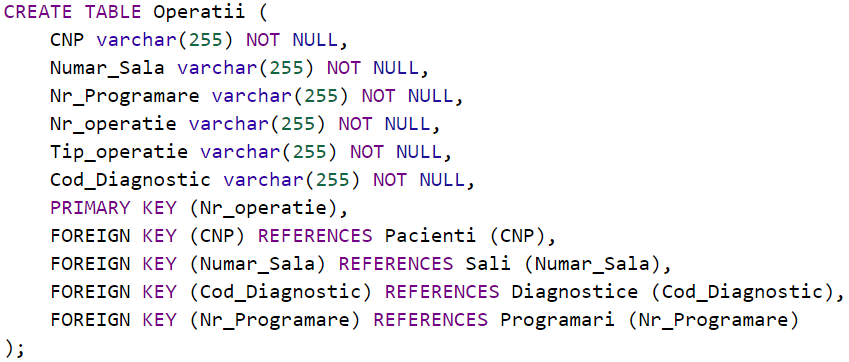 CREATE TABLE Operatii (
    CNP varchar(255) NOT NULL,
    Numar_Sala varchar(255) NOT NULL,
    Nr_Programare varchar(255) NOT NULL,
    Nr_operatie varchar(255) NOT NULL,
    Tip_operatie varchar(255) NOT NULL,
    Cod_Diagnostic varchar(255) NOT NULL,
    PRIMARY KEY (Nr_operatie),
    FOREIGN KEY (CNP) REFERENCES Pacienti (CNP),
    FOREIGN KEY (Numar_Sala) REFERENCES Sali (Numar_Sala),
    FOREIGN KEY (Cod_Diagnostic) REFERENCES Diagnostice (Cod_Diagnostic),
    FOREIGN KEY (Nr_Programare) REFERENCES Programari (Nr_Programare)
);